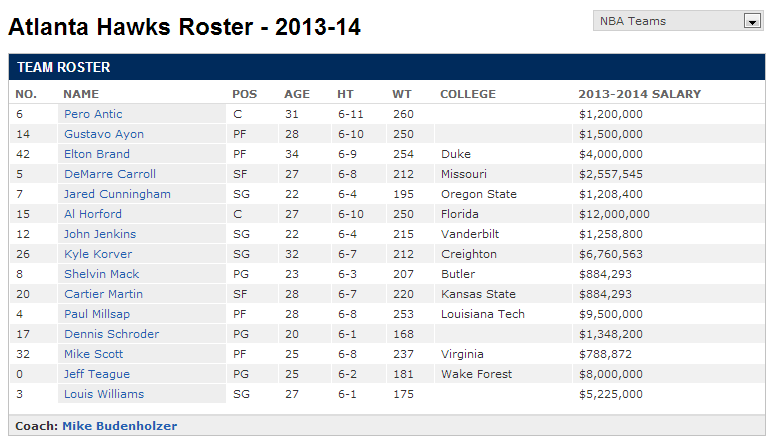 Atlanta Hawks Roster - 2013-14
NBA Teams
TEAM ROSTER
NO. NAME POS AGE HT WT COLLEGE 2013-2014 SALARY
6 Pero Antic C 31 6-11 260 $1,200,000
14 Gustavo Ayon PF 28 6-10 250 $1,500,000
42 Elton Brand PF 34 6-9 254 Duke $4,000,000
5 DeMarre Carroll SF 27 6-8 212 Missouri $2,557,545
7 Jared Cunningham SG 22 6-4 195 Oregon State $1,208,400
15 Al Horford C 27 6-10 250 Florida $12,000,000
12 John Jenkins SG 22 6-4 215 Vanderbilt $1,258,800
26 Kyle Korver SG 32 6-7 212 Creighton $6,760,563
8 Shelvin Mack PG 23 6-3 207 Butler $884,293
20 Cartier Martin SF 28 6-7 220 Kansas State $884,293
4 Paul Millsap PF 28 6-8 253 Louisiana Tech $9,500,000
17 Dennis Schroder PG 20 6-1 168 $1,348,200
32 Mike Scott PF 25 6-8 237 Virginia $788,872
0 Jeff Teague PG 25 6-2 181 Wake Forest $8,000,000
3 Louis Williams SG 27 6-1 175 $5,225,000
Coach: Mike Budenholzer